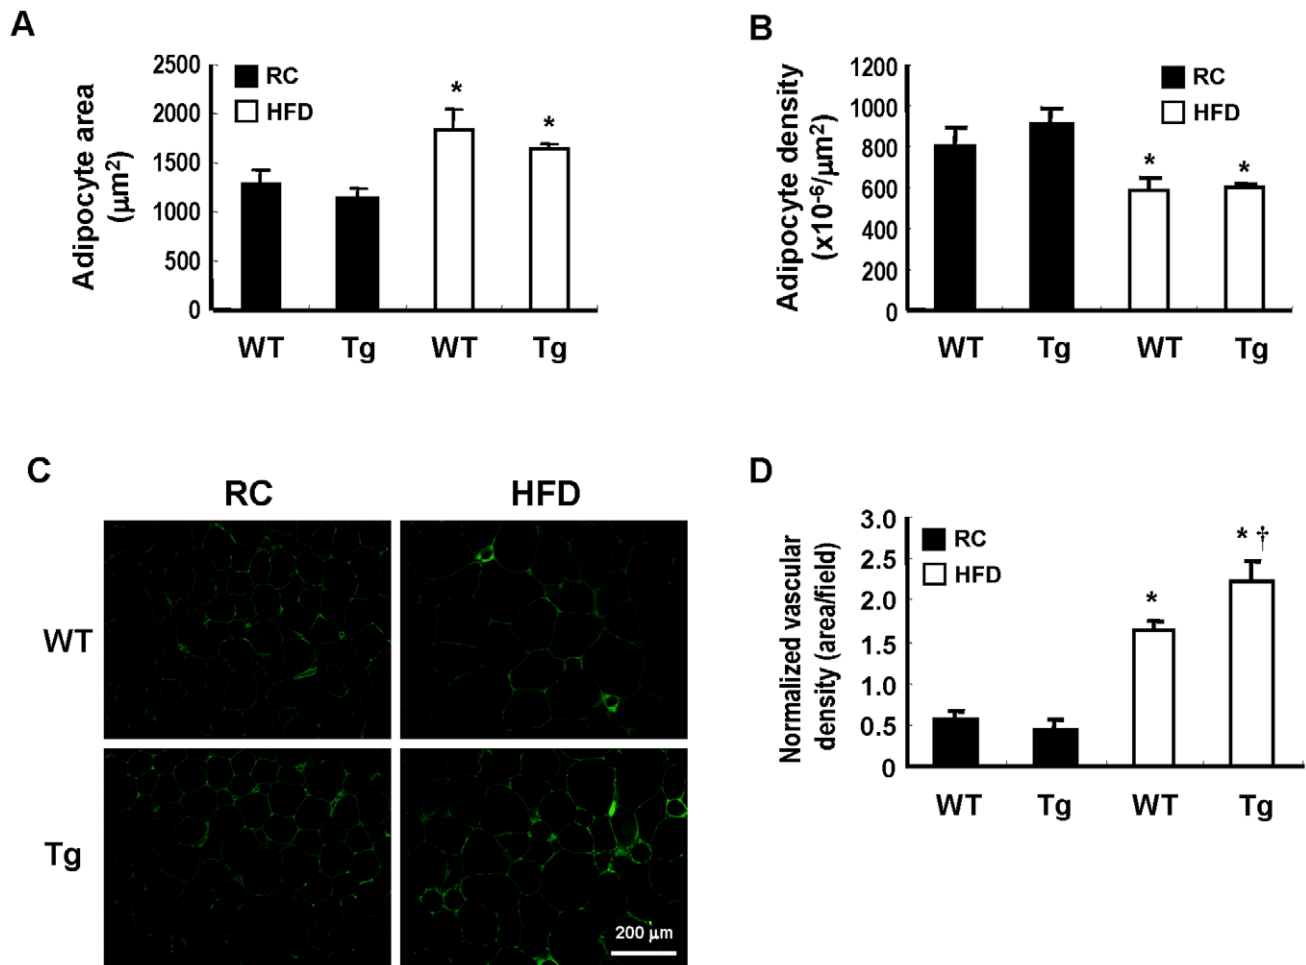 A
Adipocyte area
(μm²)
2500
2000
1500
1000
500
0
RC
HFD
*
*
WT Tg WT Tg
B
Adipocyte density
(x10⁻⁶/μm²)
1200
1000
800
600
400
200
0
RC
HFD
*
*
WT Tg WT Tg
C
RC HFD
WT
Tg
200 μm
D
Normalized vascular
density (area/field)
3.0
2.5
2.0
1.5
1.0
0.5
0
RC
HFD
*
* †
WT Tg WT Tg